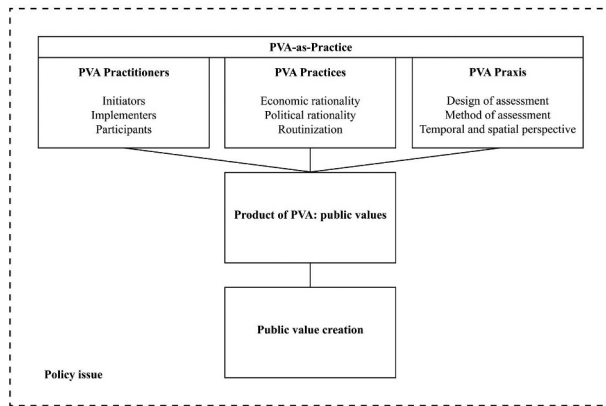 PVA-as-Practice
PVA Practitioners
Initiators
Implementers
Participants
PVA Practices
Economic rationality
Political rationality
Routinization
PVA Praxis
Design of assessment
Method of assessment
Temporal and spatial perspective
Product of PVA: public values
Public value creation
Policy issue